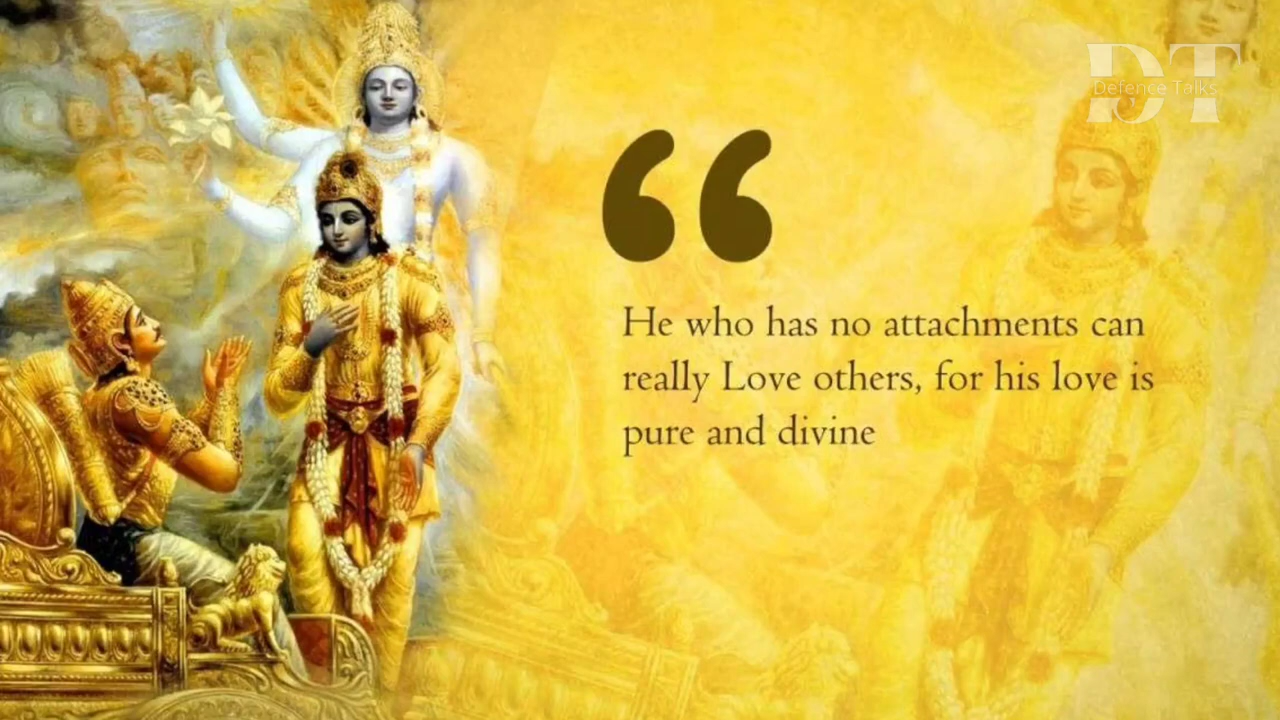 DT
Defence Talks
“
He who has no attachments can
really Love others, for his love is
pure and divine